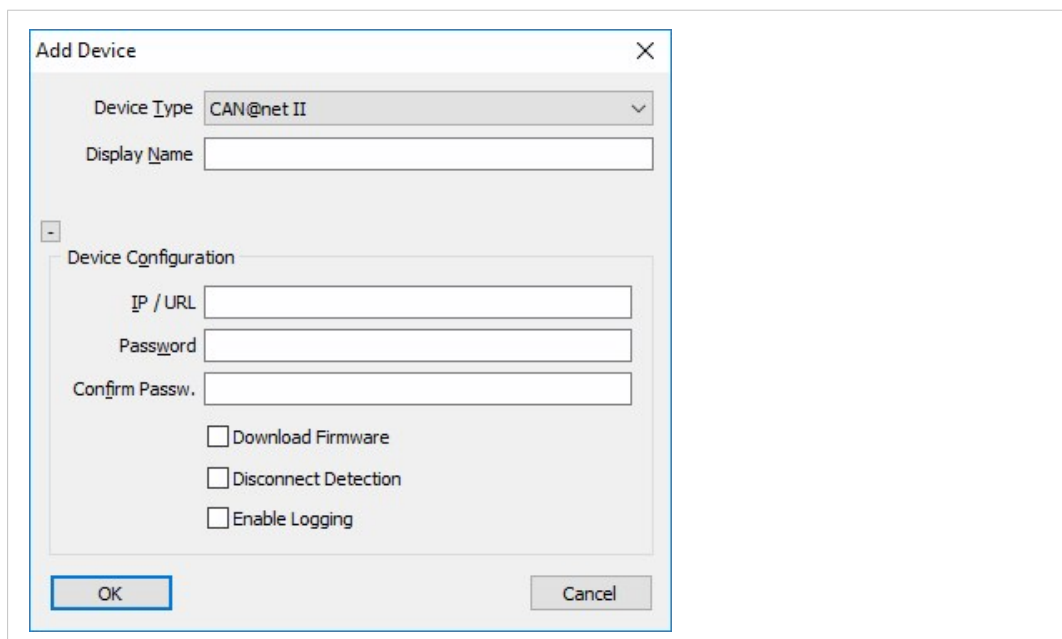 Add Device
Device Type CAN@net II
Display Name
-
Device Configuration
IP / URL
Password
Confirm Passw.
Download Firmware
Disconnect Detection
Enable Logging
OK Cancel